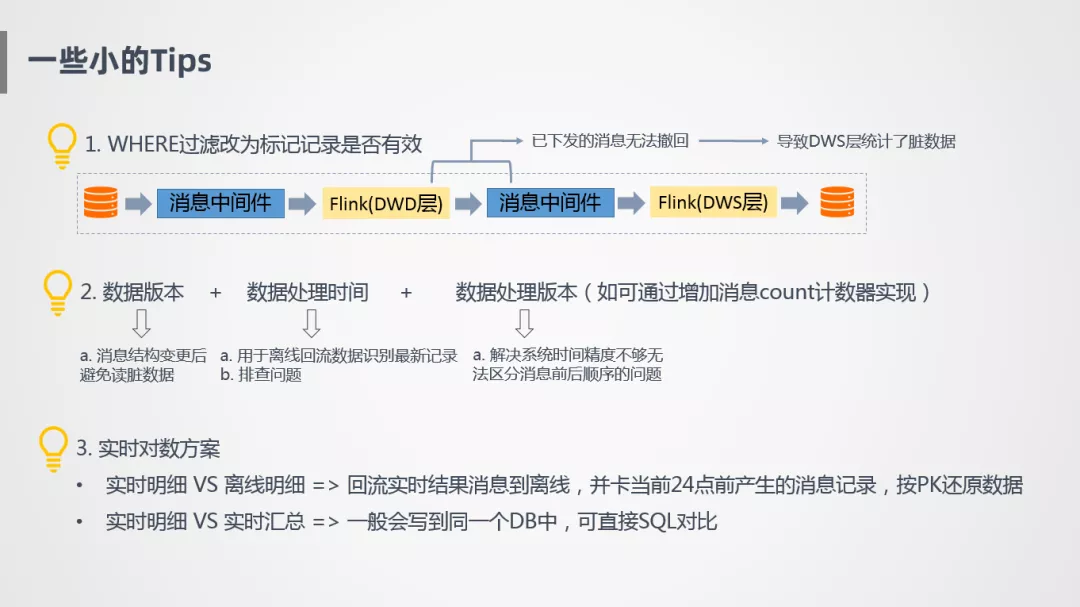 一些小的Tips
1. WHERE过滤改为标记记录是否有效
已下发的消息无法撤回
导致DWS层统计了脏数据
消息中间件
Flink(DWD层)
消息中间件
Flink(DWS层)
2. 数据版本 + 数据处理时间 + 数据处理版本（如可通过增加消息count计数器实现）
a. 消息结构变更后
避免读脏数据
a. 用于离线回流数据识别最新记录
b. 排查问题
a. 解决系统时间精度不够无
法区分消息前后顺序的问题
3. 实时对数方案
• 实时明细 VS 离线明细 => 回流实时结果消息到离线，并卡当前24点前产生的消息记录，按PK还原数据
• 实时明细 VS 实时汇总 => 一般会写到同一个DB中，可直接SQL对比